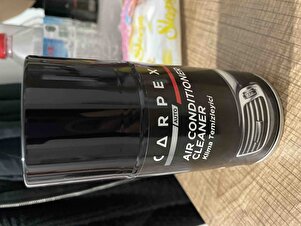 CARPEX
AUTO
AIR CONDITIONER
CLEANER
Klima Temizleyici